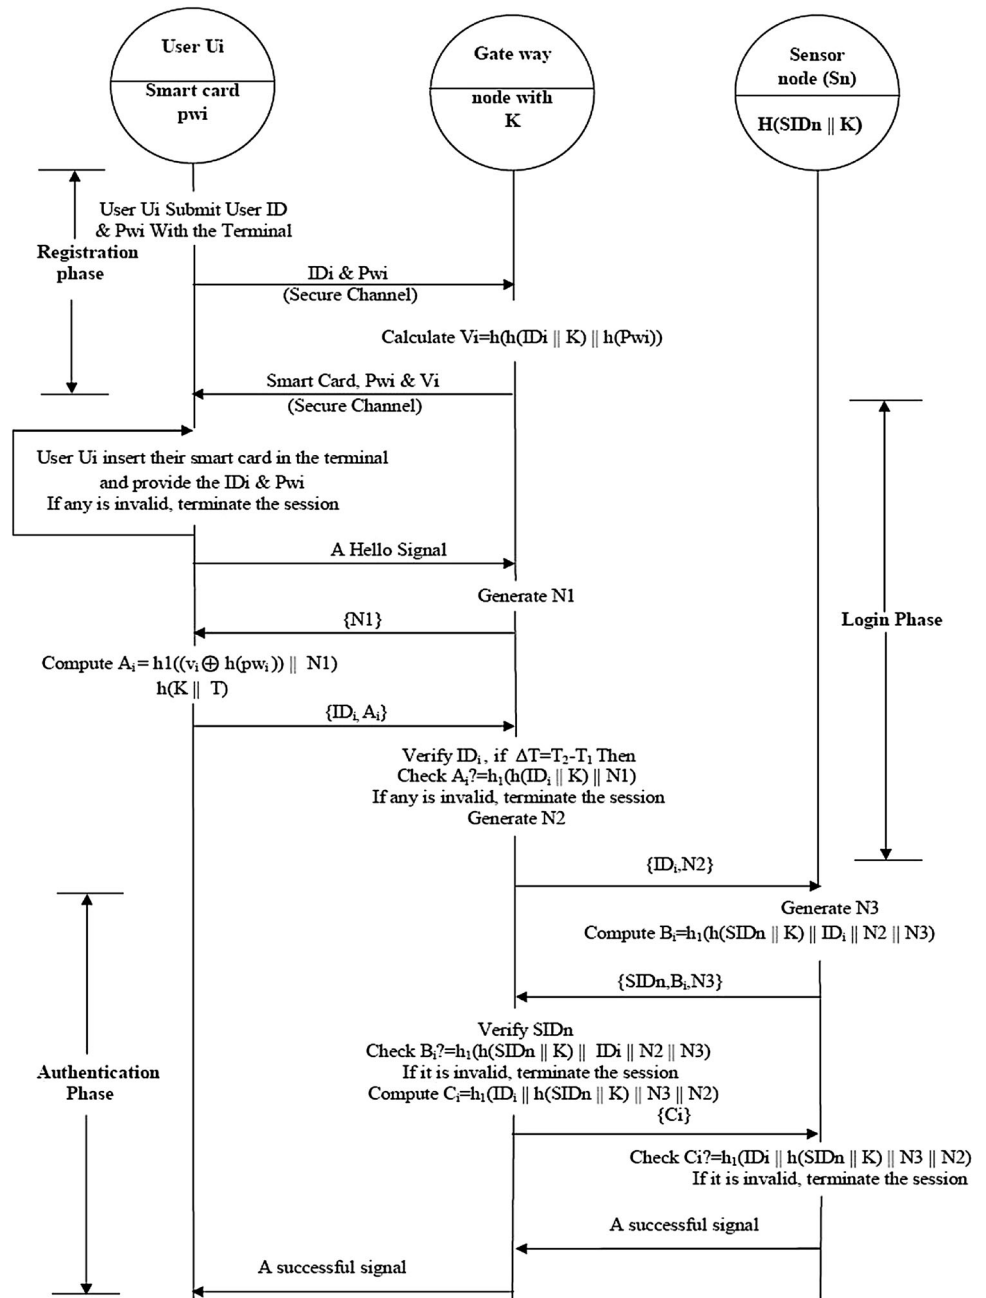 User Ui
Smart card
pwi
Gate way
node with
K
Sensor
node (Sn)
H(SIDn || K)
User Ui Submit User ID
& Pwi With the Terminal
Registration
phase
IDi & Pwi
(Secure Channel)
Calculate Vi=h(h(IDi || K) || h(Pwi))
Smart Card, Pwi & Vi
(Secure Channel)
User Ui insert their smart card in the terminal
and provide the IDi & Pwi
If any is invalid, terminate the session
A Hello Signal
Generate N1
{N1}
Login Phase
Compute Ai= h1((vi⊕ h(pwi)) || N1)
h(K || T)
{IDi, Ai}
Verify IDi , if ΔT=T2-T1 Then
Check Ai?=h1(h(IDi || K) || N1)
If any is invalid, terminate the session
Generate N2
{IDi,N2}
Generate N3
Compute Bi=h1(h(SIDn || K) || IDi || N2 || N3)
{SIDn,Bi,N3}
Verify SIDn
Check Bi?=h1(h(SIDn || K) || IDi || N2 || N3)
If it is invalid, terminate the session
Compute Ci=h1(IDi || h(SIDn || K) || N3 || N2)
Authentication
Phase
{Ci}
Check Ci?=h1(IDi || h(SIDn || K) || N3 || N2)
If it is invalid, terminate the session
A successful signal
A successful signal